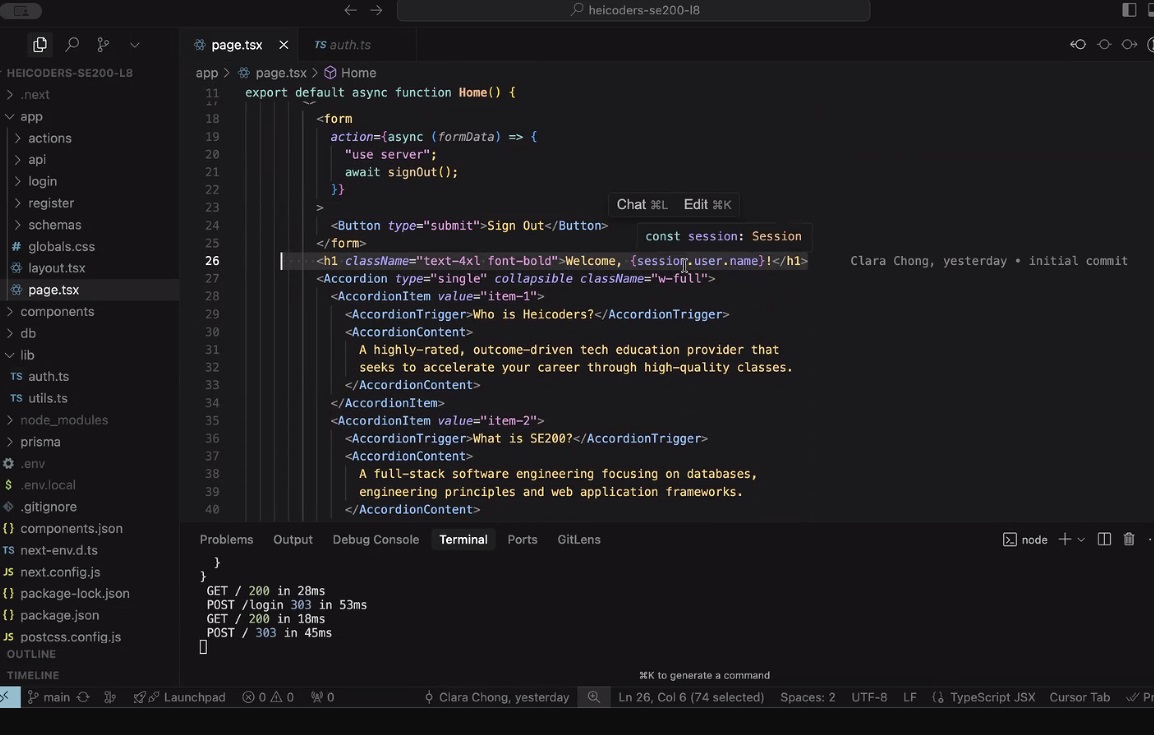 heicoders-se200-l8
page.tsx
TS auth.ts
HEICODERS-SE200-L8
.next
app
actions
api
login
register
schemas
# globals.css
layout.tsx
page.tsx
components
db
lib
TS auth.ts
TS utils.ts
node_modules
prisma
.env
$ .env.local
.gitignore
{} components.json
TS next-env.d.ts
JS next.config.js
{} package-lock.json
{} package.json
JS postcss.config.js
OUTLINE
TIMELINE
app > page.tsx > Home
11 export default async function Home() {
17 <>
18 <form
19 action={async (formData) => {
20 "use server";
21 await signOut();
22 }}
23 >
Chat ⌘L Edit ⌘K
24 <Button type="submit">Sign Out</Button>
const session: Session
25 </form>
26 <h1 className="text-4xl font-bold">Welcome, {session.user.name}!</h1> Clara Chong, yesterday • initial commit
27 <Accordion type="single" collapsible className="w-full">
28 <AccordionItem value="item-1">
29 <AccordionTrigger>Who is Heicoders?</AccordionTrigger>
30 <AccordionContent>
31 A highly-rated, outcome-driven tech education provider that
32 seeks to accelerate your career through high-quality classes.
33 </AccordionContent>
34 </AccordionItem>
35 <AccordionItem value="item-2">
36 <AccordionTrigger>What is SE200?</AccordionTrigger>
37 <AccordionContent>
38 A full-stack software engineering focusing on databases,
39 engineering principles and web application frameworks.
40 </AccordionContent>
Problems Output Debug Console Terminal Ports GitLens
node
}
}
GET / 200 in 28ms
POST /login 303 in 53ms
GET / 200 in 18ms
POST / 303 in 45ms
⌘K to generate a command
main Launchpad 0 0 0 Clara Chong, yesterday Ln 26, Col 6 (74 selected) Spaces: 2 UTF-8 LF {} TypeScript JSX Cursor Tab Pr